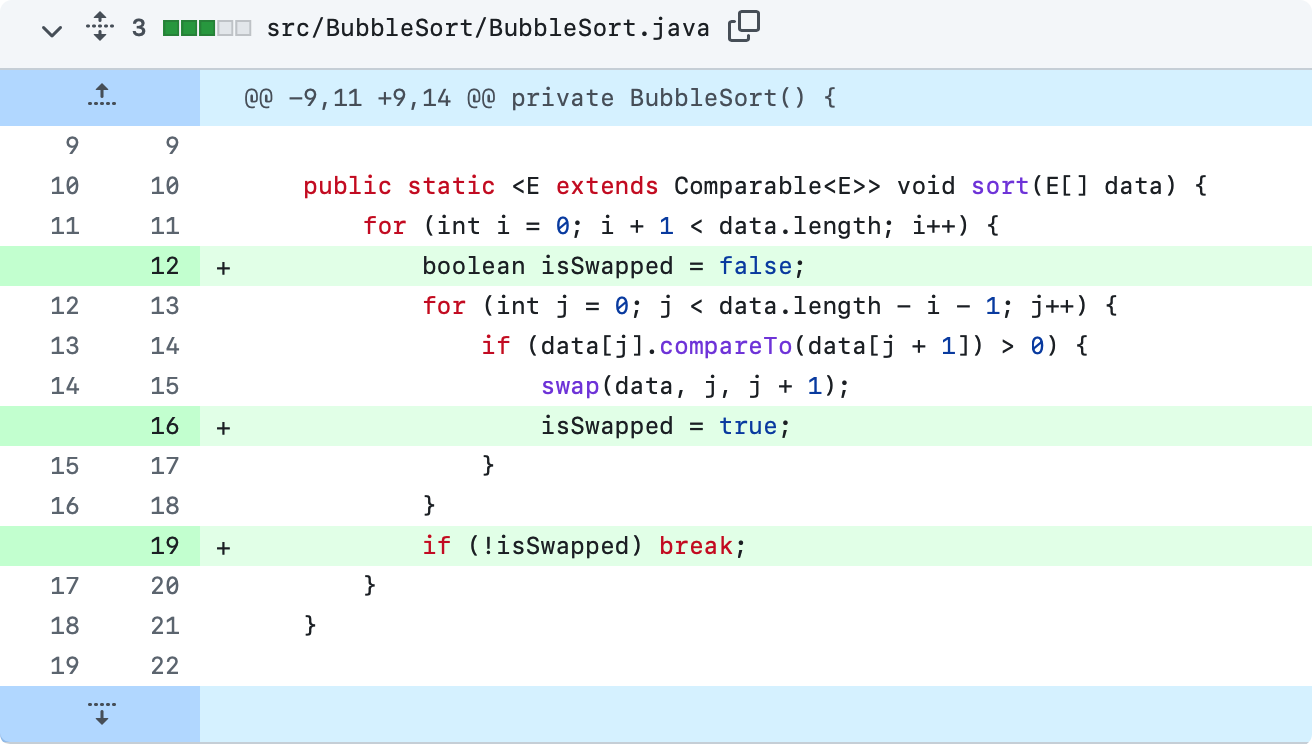 3 src/BubbleSort/BubbleSort.java
@@ -9,11 +9,14 @@ private BubbleSort() {
9 9
10 10 public static <E extends Comparable<E>> void sort(E[] data) {
11 11 for (int i = 0; i + 1 < data.length; i++) {
12 + boolean isSwapped = false;
12 13 for (int j = 0; j < data.length - i - 1; j++) {
13 14 if (data[j].compareTo(data[j + 1]) > 0) {
14 15 swap(data, j, j + 1);
16 + isSwapped = true;
15 17 }
16 18 }
19 + if (!isSwapped) break;
17 20 }
18 21 }
19 22